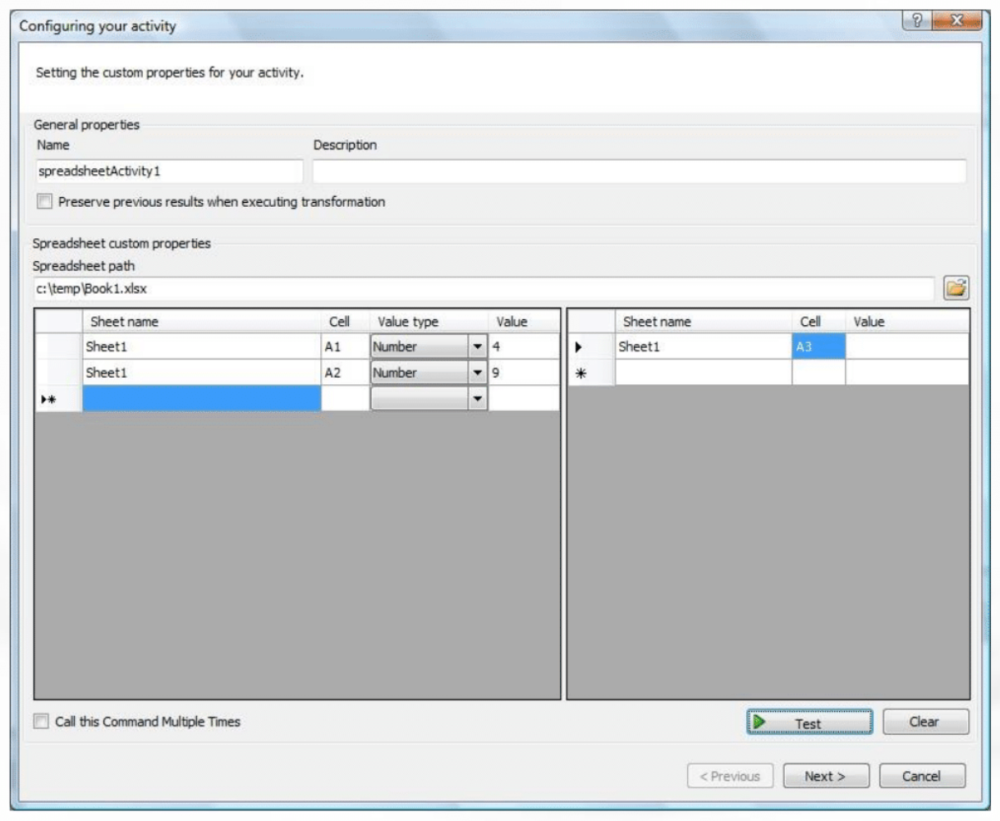 Configuring your activity
?
Setting the custom properties for your activity.
General properties
Name Description
spreadsheetActivity1
Preserve previous results when executing transformation
Spreadsheet custom properties
Spreadsheet path
c:\temp\Book1.xlsx
Sheet name Cell Value type Value Sheet name Cell Value
Sheet1 A1 Number 4 Sheet1 A3
Sheet1 A2 Number 9
Call this Command Multiple Times Test Clear
< Previous Next > Cancel